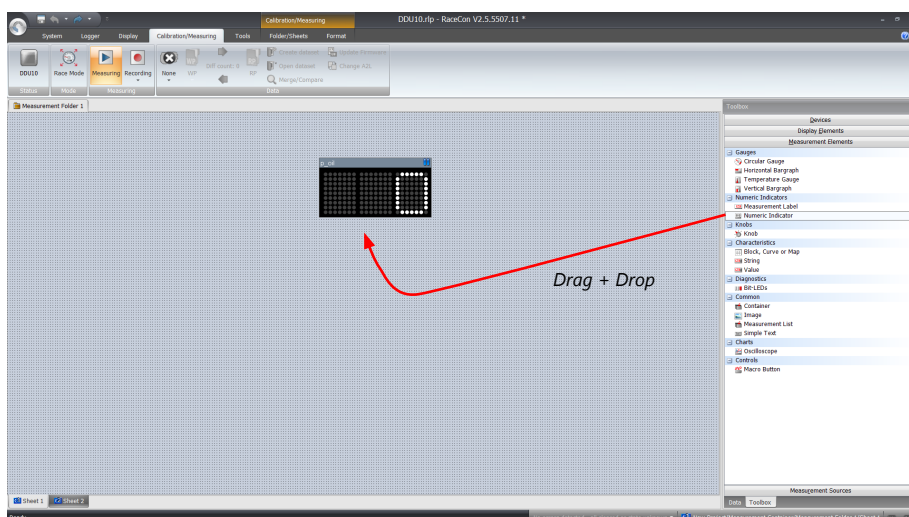 Calibration/Measuring
DDU10.rlp - RaceCon V2.5.5507.11 *
System Logger Display Calibration/Measuring Tools Folder/Sheets Format
DDU10 Race Mode Measuring Recording None WP Diff count: 0 RP Create dataset Update Firmware
Open dataset Change A2L
Merge/Compare
Status Mode Measuring Data
Measurement Folder 1
Toolbox
Devices
Display Elements
Measurement Elements
Gauges
Circular Gauge
Horizontal Bargraph
Temperature Gauge
Vertical Bargraph
Numeric Indicators
Measurement Label
Numeric Indicator
Knobs
Knob
Characteristics
Block, Curve or Map
String
Value
Diagnostics
Bit-LEDs
Common
Container
Image
Measurement List
Simple Text
Charts
Oscilloscope
Controls
Macro Button
p_oil
0
Drag + Drop
Measurement Sources
Sheet 1 Sheet 2
Data Toolbox